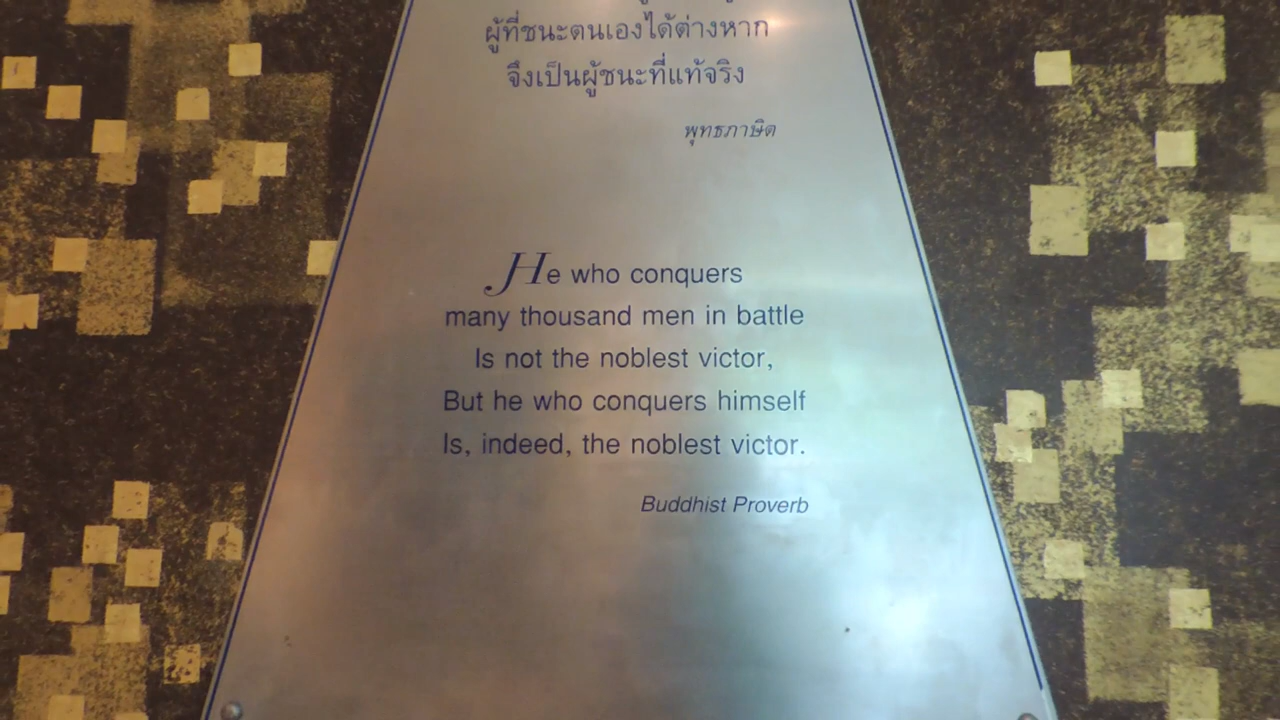 ผู้ที่ชนะตนเองได้ต่างหาก
จึงเป็นผู้ชนะที่แท้จริง
พุทธภาษิต
He who conquers
many thousand men in battle
Is not the noblest victor,
But he who conquers himself
Is, indeed, the noblest victor.
Buddhist Proverb